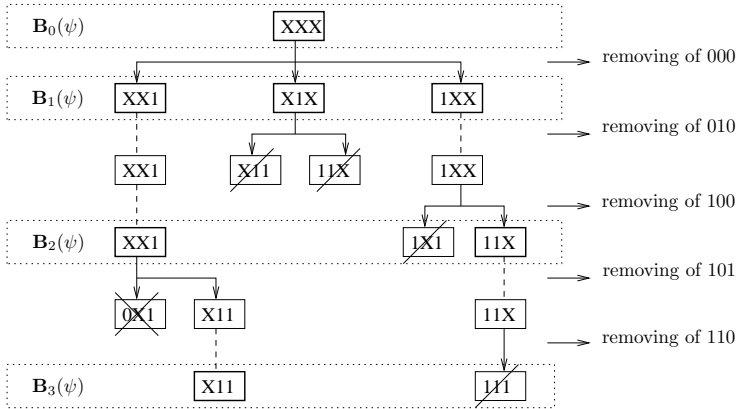 B₀(ψ) XXX
removing of 000
B₁(ψ) XX1 X1X 1XX
removing of 010
XX1 X11 11X 1XX
removing of 100
B₂(ψ) XX1 1X1 11X
removing of 101
0X1 X11 11X
removing of 110
B₃(ψ) X11 111